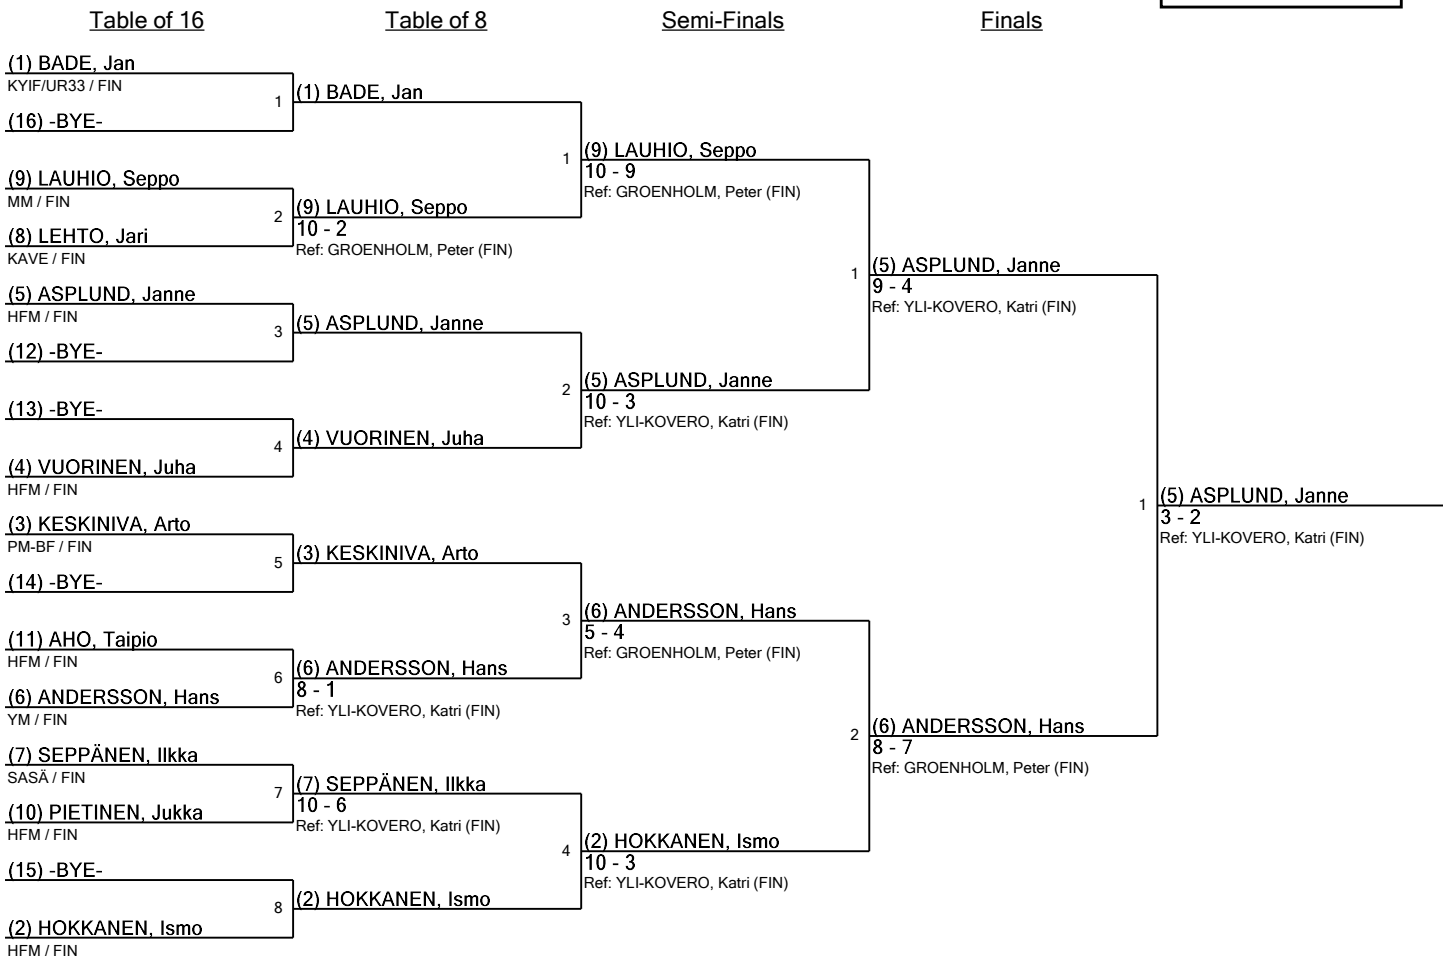 Table of 16
Table of 8
Semi-Finals
Finals
(1) BADE, Jan
KYIF/UR33 / FIN
1
(16) -BYE-
(9) LAUHIO, Seppo
MM / FIN
2
(8) LEHTO, Jari
KAVE / FIN
(5) ASPLUND, Janne
HFM / FIN
3
(12) -BYE-
(13) -BYE-
4
(4) VUORINEN, Juha
HFM / FIN
(3) KESKINIVA, Arto
PM-BF / FIN
5
(14) -BYE-
(11) AHO, Taipio
HFM / FIN
6
(6) ANDERSSON, Hans
YM / FIN
(7) SEPPÄNEN, Ilkka
SASÄ / FIN
7
(10) PIETINEN, Jukka
HFM / FIN
(15) -BYE-
8
(2) HOKKANEN, Ismo
HFM / FIN
(1) BADE, Jan
1
(9) LAUHIO, Seppo
10 - 2
Ref: GROENHOLM, Peter (FIN)
(5) ASPLUND, Janne
2
(4) VUORINEN, Juha
(3) KESKINIVA, Arto
3
(6) ANDERSSON, Hans
8 - 1
Ref: YLI-KOVERO, Katri (FIN)
(7) SEPPÄNEN, Ilkka
10 - 6
Ref: YLI-KOVERO, Katri (FIN)
4
(2) HOKKANEN, Ismo
(9) LAUHIO, Seppo
10 - 9
Ref: GROENHOLM, Peter (FIN)
1
(5) ASPLUND, Janne
10 - 3
Ref: YLI-KOVERO, Katri (FIN)
(6) ANDERSSON, Hans
5 - 4
Ref: GROENHOLM, Peter (FIN)
2
(2) HOKKANEN, Ismo
10 - 3
Ref: YLI-KOVERO, Katri (FIN)
(5) ASPLUND, Janne
9 - 4
Ref: YLI-KOVERO, Katri (FIN)
1
(6) ANDERSSON, Hans
8 - 7
Ref: GROENHOLM, Peter (FIN)
(5) ASPLUND, Janne
3 - 2
Ref: YLI-KOVERO, Katri (FIN)